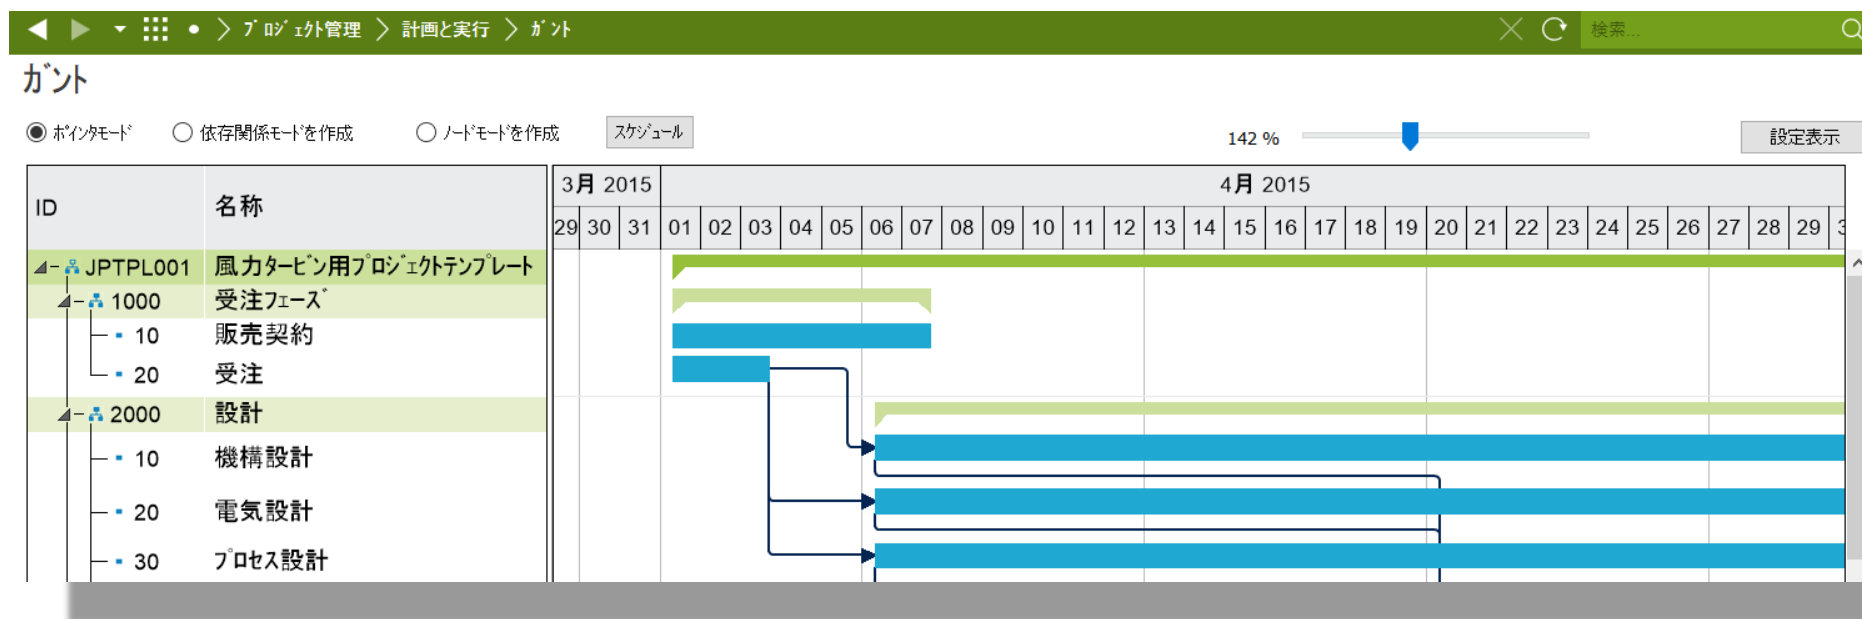 ﾌﾟﾛｼﾞｪｸﾄ管理 計画と実行 ｶﾞﾝﾄ 検索...
ｶﾞﾝﾄ
ﾎﾟｲﾝﾀﾓｰﾄﾞ 依存関係ﾓｰﾄﾞを作成 ﾉｰﾄﾞﾓｰﾄﾞを作成 ｽｹｼﾞｭｰﾙ 142 % 設定表示
ID 名称 3月 2015 4月 2015
29 30 31 01 02 03 04 05 06 07 08 09 10 11 12 13 14 15 16 17 18 19 20 21 22 23 24 25 26 27 28 29
JPTPL001 風力ﾀｰﾋﾞﾝ用ﾌﾟﾛｼﾞｪｸﾄﾃﾝﾌﾟﾚｰﾄ
1000 受注ﾌｪｰｽﾞ
10 販売契約
20 受注
2000 設計
10 機構設計
20 電気設計
30 ﾌﾟﾛｾｽ設計